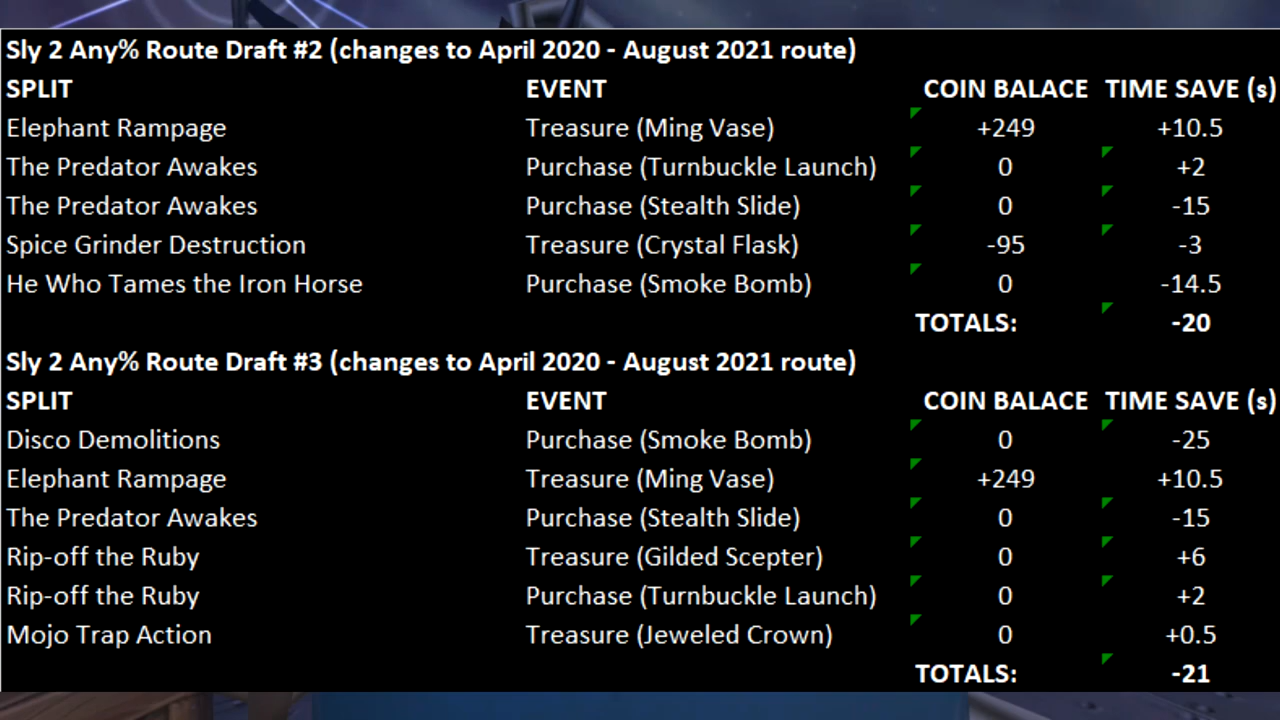 Sly 2 Any% Route Draft #2 (changes to April 2020 - August 2021 route)
SPLIT EVENT COIN BALACE TIME SAVE (s)
Elephant Rampage Treasure (Ming Vase) +249 +10.5
The Predator Awakes Purchase (Turnbuckle Launch) 0 +2
The Predator Awakes Purchase (Stealth Slide) 0 -15
Spice Grinder Destruction Treasure (Crystal Flask) -95 -3
He Who Tames the Iron Horse Purchase (Smoke Bomb) 0 -14.5
TOTALS: -20
Sly 2 Any% Route Draft #3 (changes to April 2020 - August 2021 route)
SPLIT EVENT COIN BALACE TIME SAVE (s)
Disco Demolitions Purchase (Smoke Bomb) 0 -25
Elephant Rampage Treasure (Ming Vase) +249 +10.5
The Predator Awakes Purchase (Stealth Slide) 0 -15
Rip-off the Ruby Treasure (Gilded Scepter) 0 +6
Rip-off the Ruby Purchase (Turnbuckle Launch) 0 +2
Mojo Trap Action Treasure (Jeweled Crown) 0 +0.5
TOTALS: -21